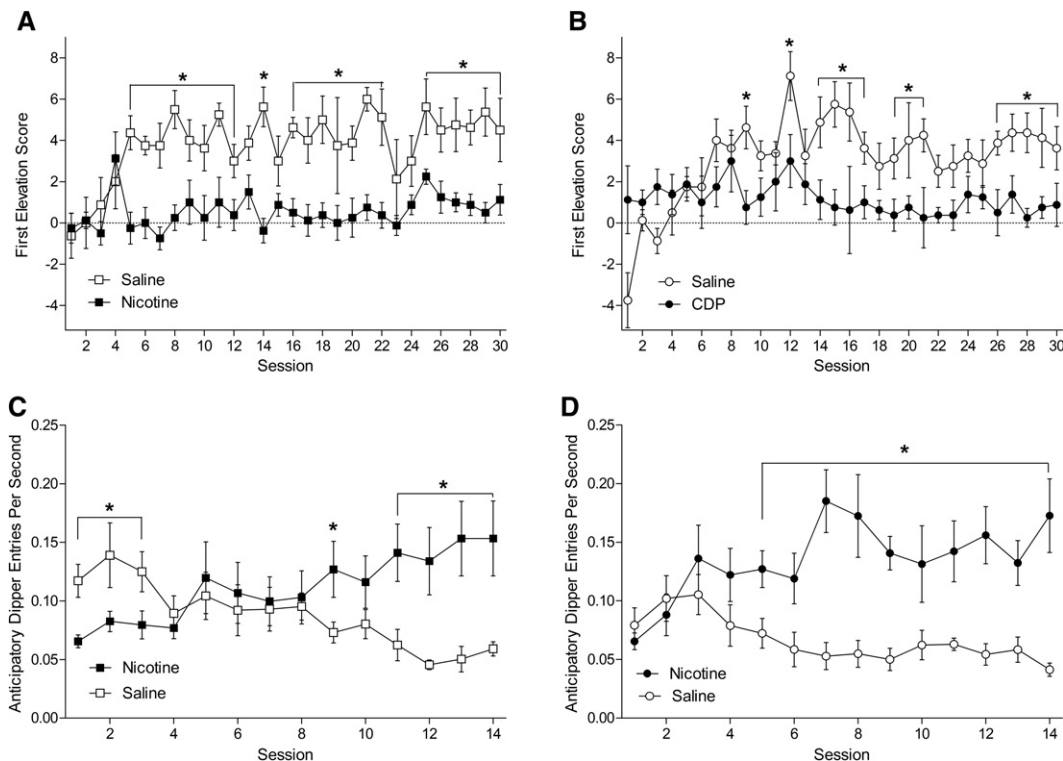 A
B
*
*
*
*
First Elevation Score
8
6
4
2
0
-2
-4
Saline
Nicotine
2 4 6 8 10 12 14 16 18 20 22 24 26 28 30
Session
*
*
*
*
*
First Elevation Score
8
6
4
2
0
-2
-4
Saline
CDP
2 4 6 8 10 12 14 16 18 20 22 24 26 28 30
Session
C
D
Anticipatory Dipper Entries Per Second
0.25
0.20
0.15
0.10
0.05
0.00
*
*
*
Nicotine
Saline
2 4 6 8 10 12 14
Session
Anticipatory Dipper Entries Per Second
0.25
0.20
0.15
0.10
0.05
0.00
*
Nicotine
Saline
2 4 6 8 10 12 14
Session